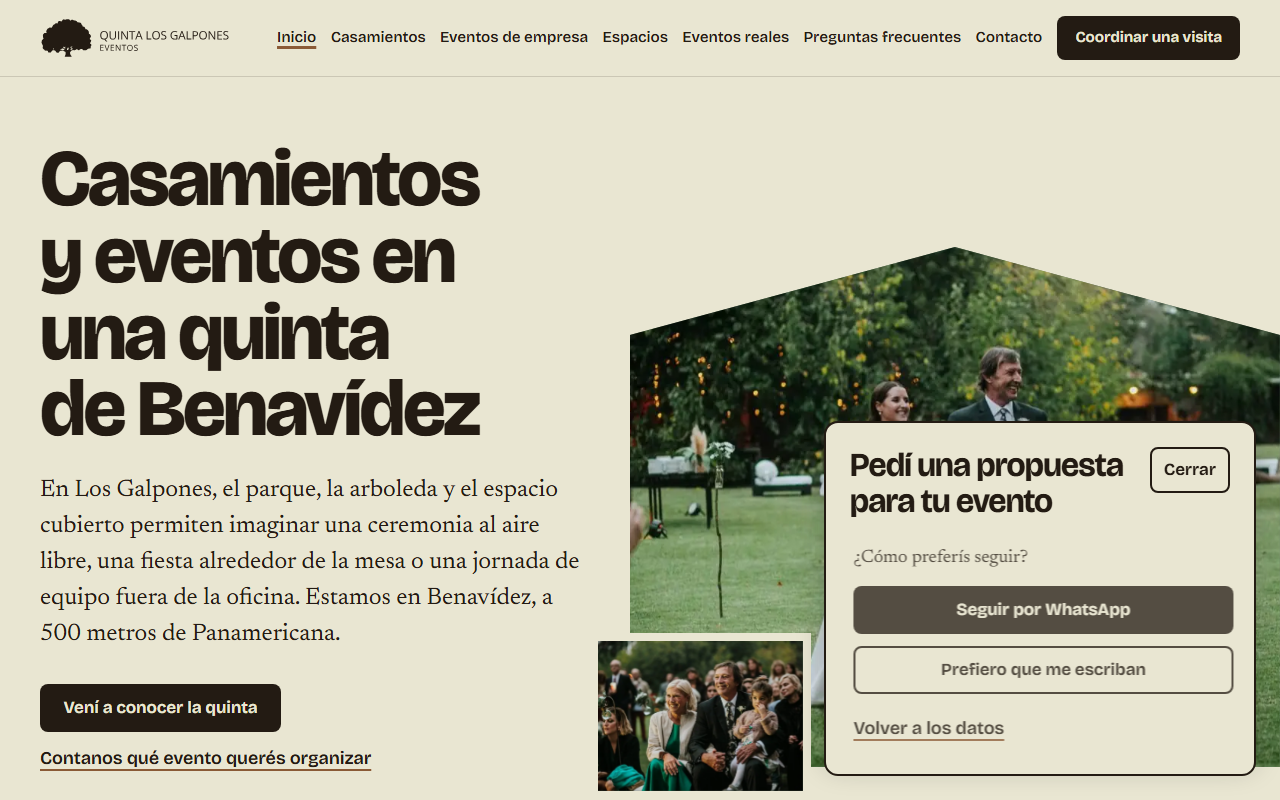 QUINTA LOS GALPONES
EVENTOS
Inicio
Casamientos
Eventos de empresa
Espacios
Eventos reales
Preguntas frecuentes
Contacto
Coordinar una visita
Casamientos
y eventos en
una quinta
de Benavídez
En Los Galpones, el parque, la arboleda y el espacio
cubierto permiten imaginar una ceremonia al aire
libre, una fiesta alrededor de la mesa o una jornada de
equipo fuera de la oficina. Estamos en Benavídez, a
500 metros de Panamericana.
Vení a conocer la quinta
Contanos qué evento querés organizar
Pedí una propuesta
para tu evento
Cerrar
¿Cómo preferís seguir?
Seguir por WhatsApp
Prefiero que me escriban
Volver a los datos